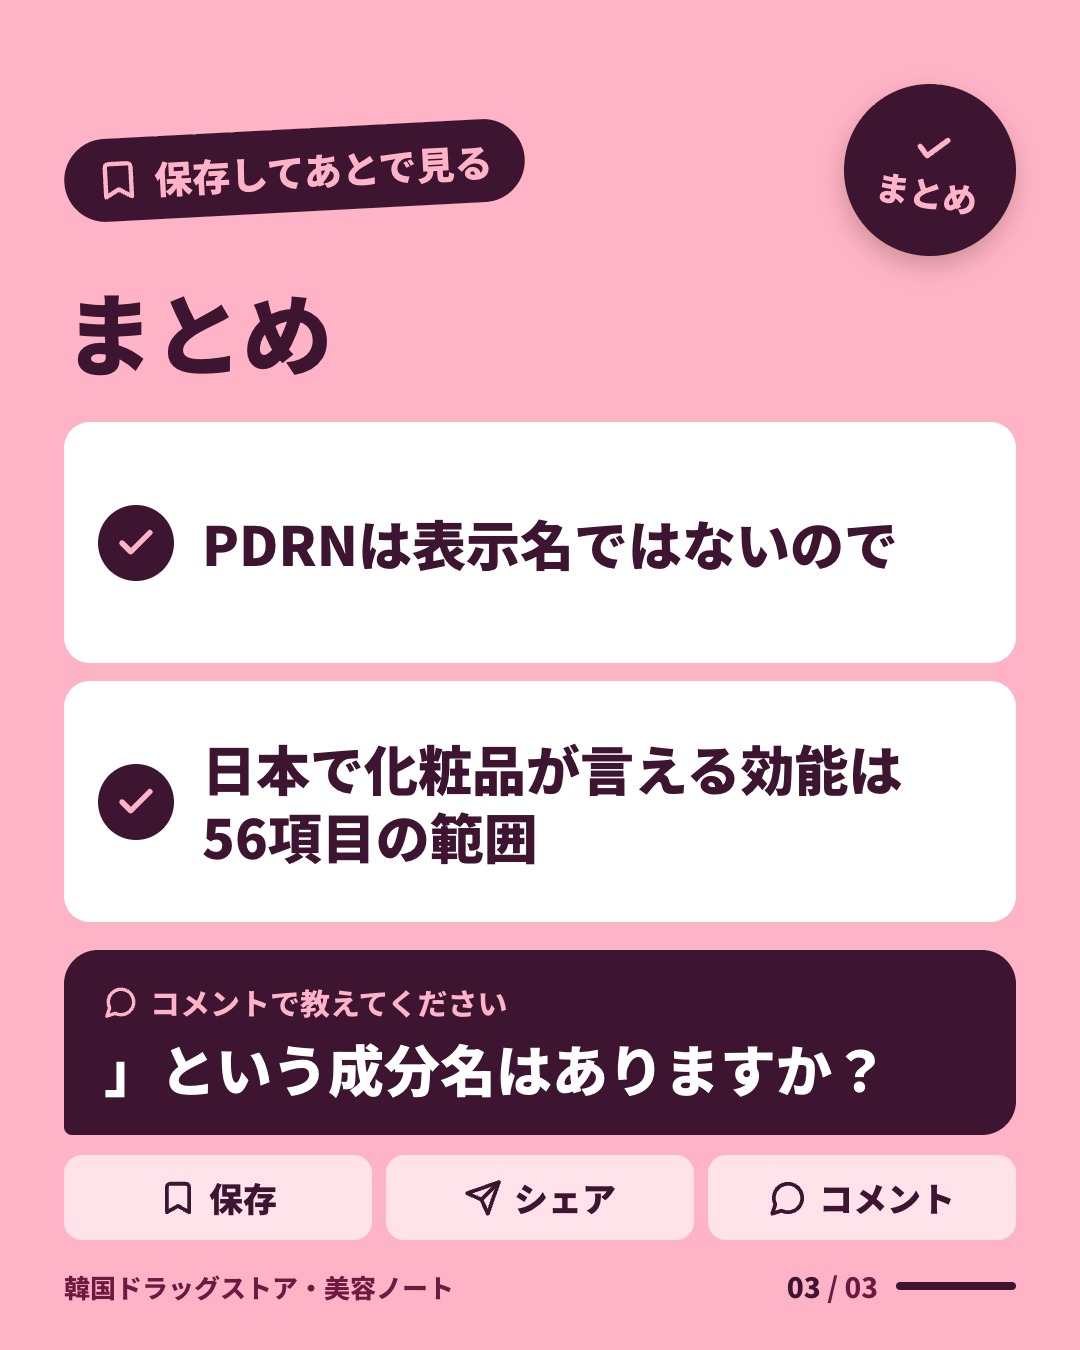 保存してあとで見る
まとめ
まとめ
PDRNは表示名ではないので
日本で化粧品が言える効能は
56項目の範囲
コメントで教えてください
」という成分名はありますか？
保存
シェア
コメント
韓国ドラッグストア・美容ノート
03 / 03